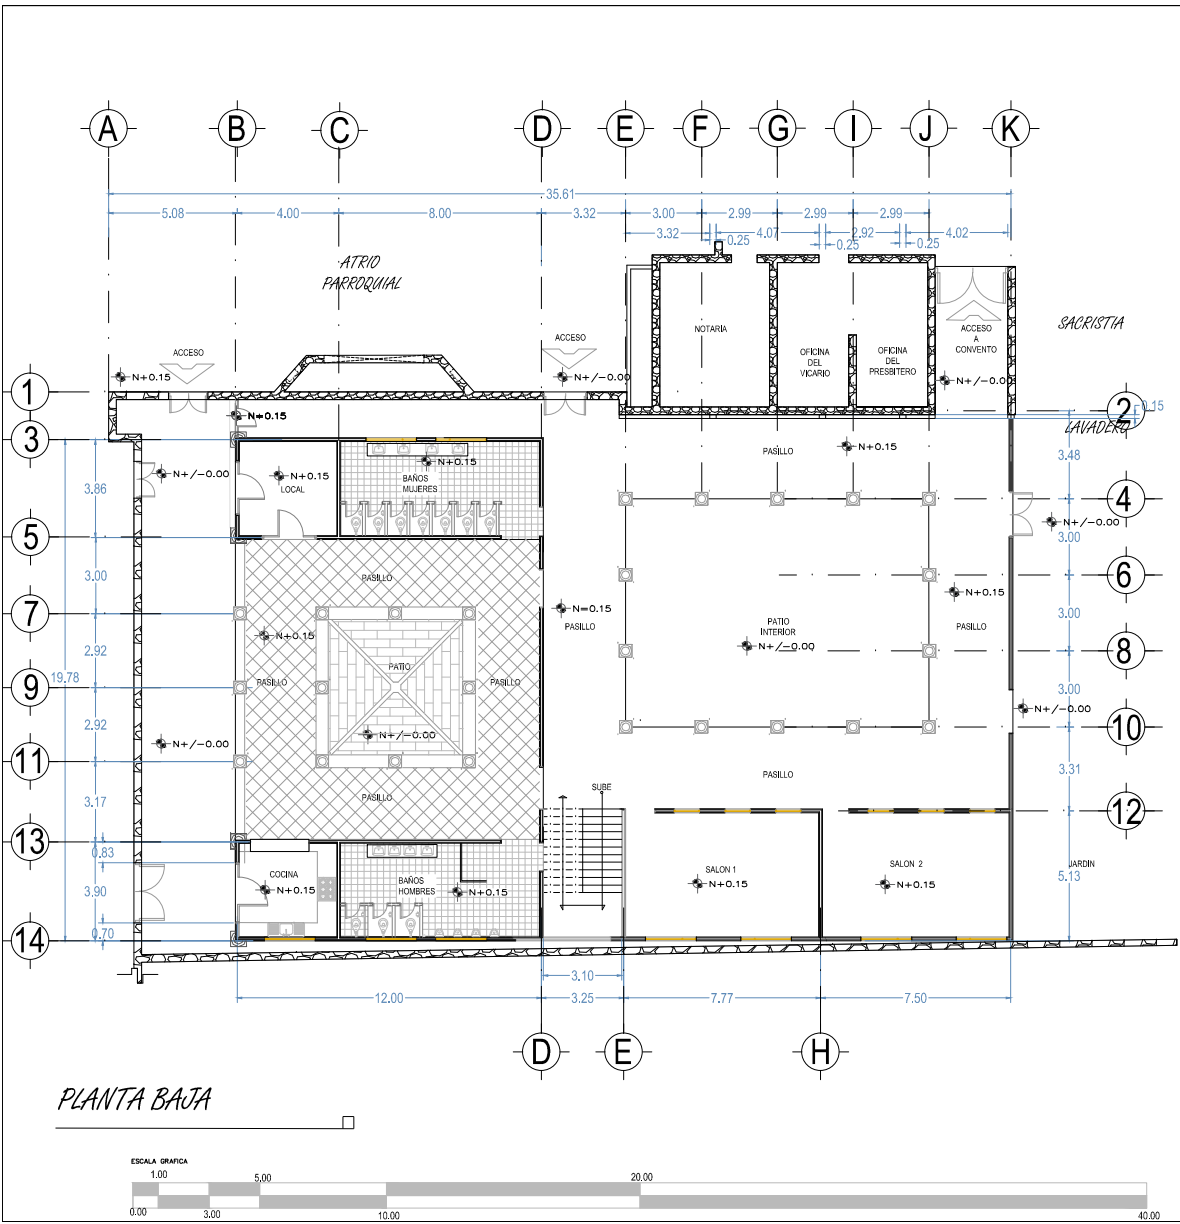 A B C D E F G I J K
35.61
5.08 4.00 8.00 3.32 3.00 2.99 2.99 2.99
3.32 4.07 2.92 4.02
0.25 0.25 0.25
ATRIO
PARROQUIAL
NOTARIA
OFICINA
DEL
VICARIO
OFICINA
DEL
PRESBITERO
ACCESO
A
CONVENTO
SACRISTIA
ACCESO
ACCESO
N+0.15
N+/-0.00
N+/-0.00
1
2
0.15
N+0.15
LAVADERO
3
PASILLO
N+0.15
3.48
N+/-0.00
N+0.15
LOCAL
BAÑOS
MUJERES
N+0.15
3.86
4
N+/-0.00
5
3.00
3.00
PASILLO
6
N+0.15
PASILLO
7
N=0.15
PASILLO
N+0.15
3.00
PATIO
INTERIOR
N+/-0.00
2.92
8
PATIO
19.78
9
PASILLO
PASILLO
3.00
N+/-0.00
N+/-0.00
N+/-0.00
2.92
10
11
3.31
PASILLO
3.17
PASILLO
SUBE
12
13
0.83
COCINA
N+0.15
BAÑOS
HOMBRES
N+0.15
SALON 1
N+0.15
SALON 2
N+0.15
JARDIN
5.13
3.90
0.70
14
3.10
12.00 3.25 7.77 7.50
D E H
PLANTA BAJA
ESCALA GRAFICA
1.00 5.00 20.00
0.00 3.00 10.00 40.00